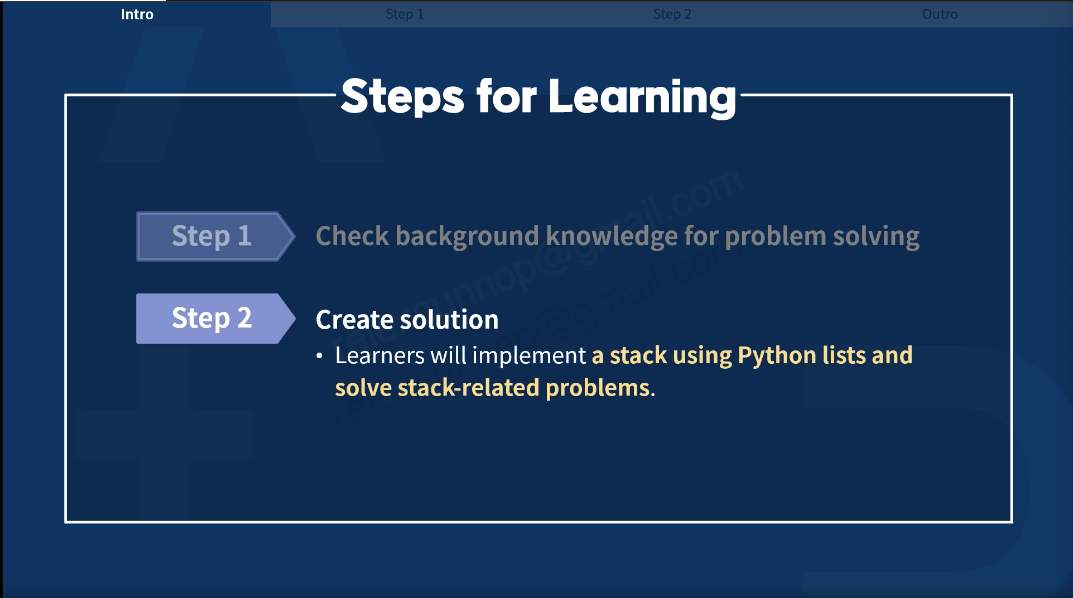 Intro
Step 1
Step 2
Outro
Steps for Learning
Step 1
Check background knowledge for problem solving
Step 2
Create solution
• Learners will implement a stack using Python lists and
solve stack-related problems.